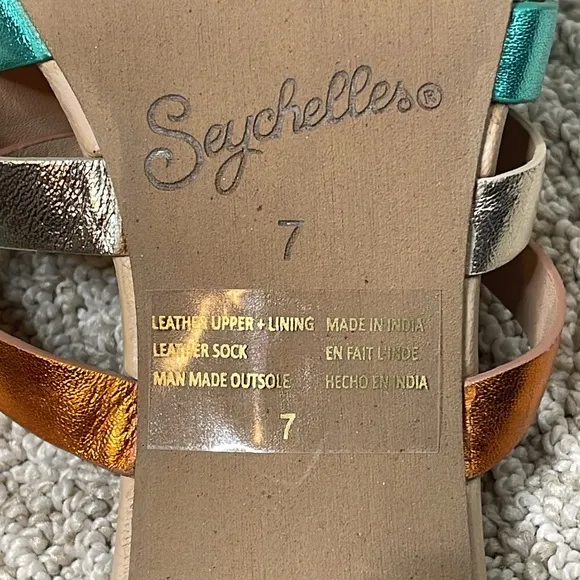 Seychelles®
7
LEATHER UPPER + LINING MADE IN INDIA
LEATHER SOCK EN FAIT L'INDE
MAN MADE OUTSOLE HECHO EN INDIA
7